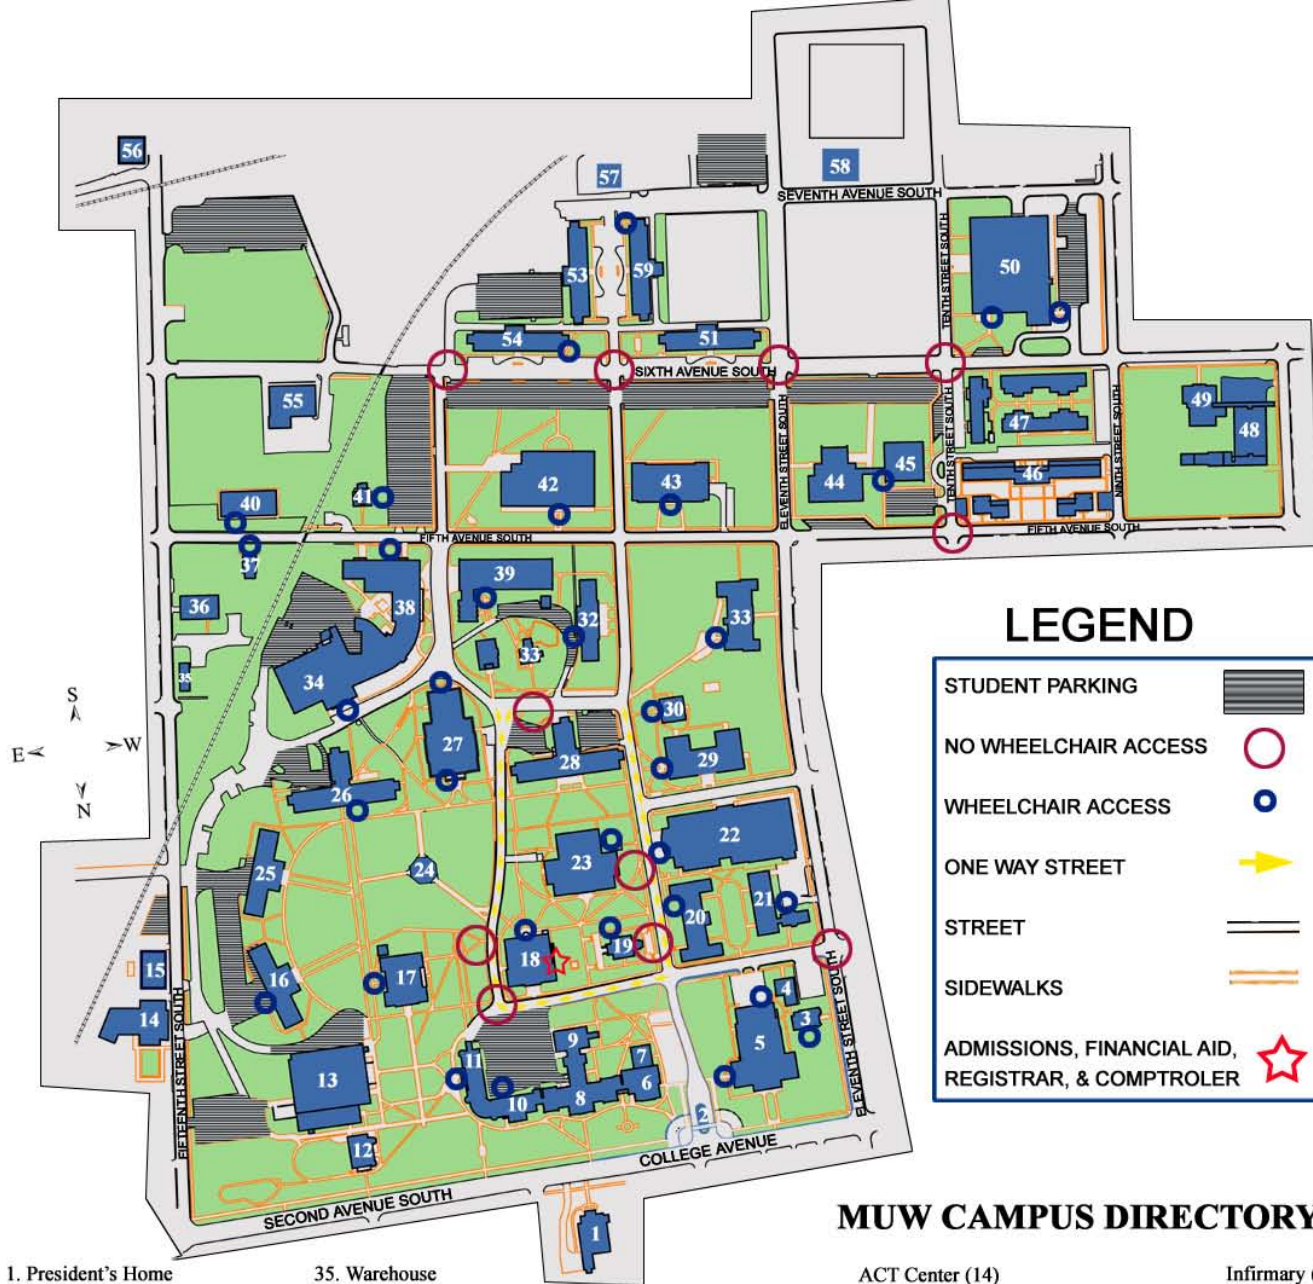 56
57
58
SEVENTH AVENUE SOUTH
TENTH STREET SOUTH
50
53
59
54
51
SIXTH AVENUE SOUTH
55
49
48
47
ELEVENTH STREET SOUTH
TENTH STREET SOUTH
NINTH STREET SOUTH
42
43
44
45
46
40
41
FIFTH AVENUE SOUTH
FIFTH AVENUE SOUTH
37
39
38
36
32
33
33
35
34
30
S
E
W
N
27
28
29
26
22
23
24
25
21
20
19
18
17
16
15
14
4
3
5
ELEVENTH STREET SOUTH
FIFTEENTH STREET SOUTH
9
7
11
13
6
8
10
2
12
COLLEGE AVENUE
SECOND AVENUE SOUTH
1
LEGEND
STUDENT PARKING
NO WHEELCHAIR ACCESS
WHEELCHAIR ACCESS
ONE WAY STREET
STREET
SIDEWALKS
ADMISSIONS, FINANCIAL AID,
REGISTRAR, & COMPTROLER
MUW CAMPUS DIRECTORY
1. President's Home
35. Warehouse
ACT Center (14)
Infirmary (